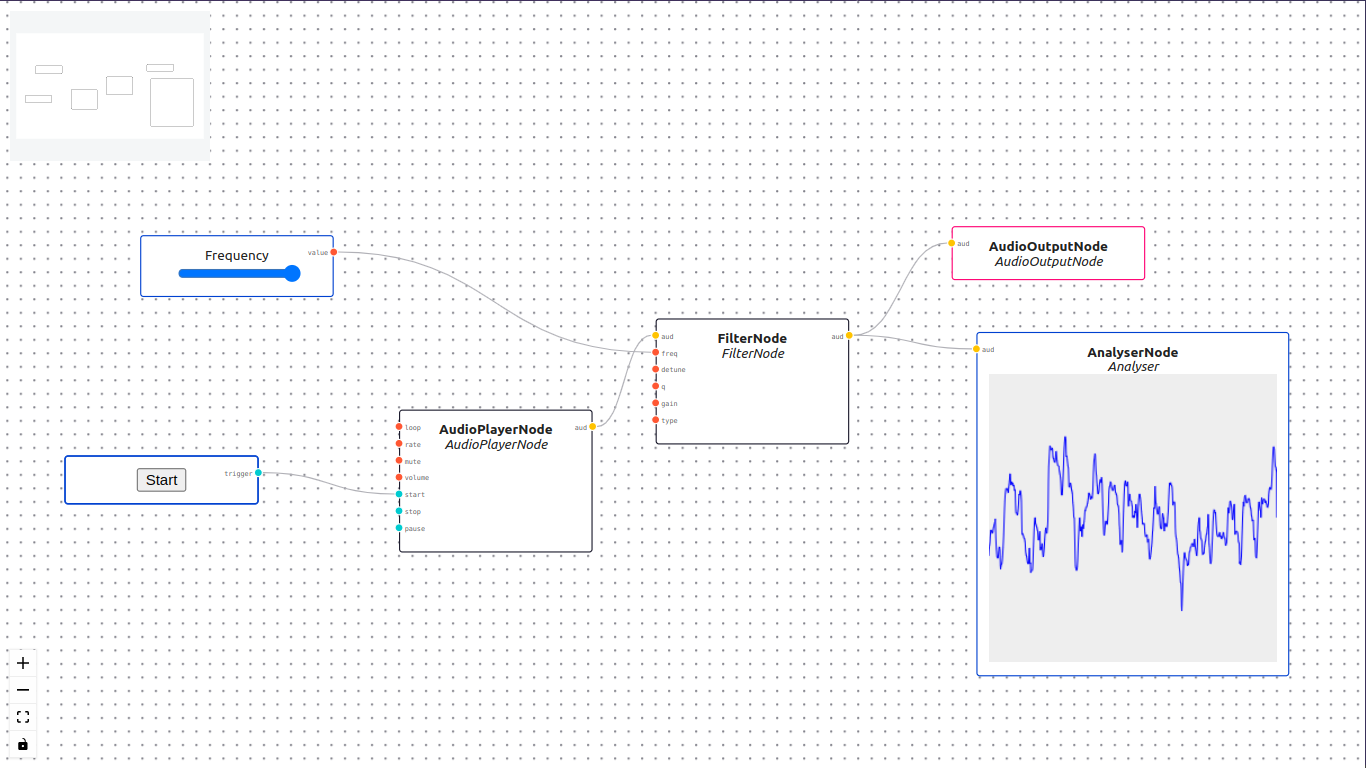 Frequency
value
Start
trigger
AudioPlayerNode
AudioPlayerNode
loop
rate
mute
volume
start
stop
pause
aud
FilterNode
FilterNode
aud
freq
detune
q
gain
type
aud
aud
AudioOutputNode
AudioOutputNode
aud
AnalyserNode
Analyser